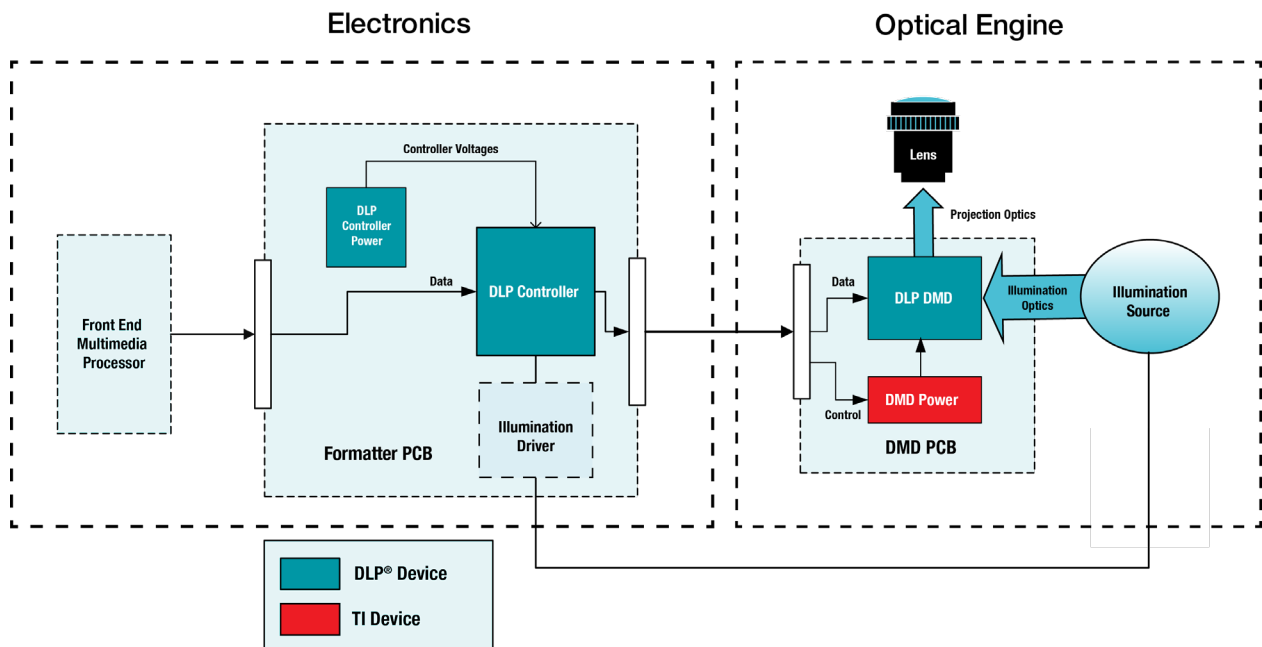 Electronics
Optical Engine
Controller Voltages
DLP
Controller
Power
Data
DLP Controller
Front End
Multimedia
Processor
Illumination
Driver
Formatter PCB
Lens
Projection Optics
Data
DLP DMD
Illumination
Optics
Illumination
Source
Control
DMD Power
DMD PCB
DLP® Device
TI Device